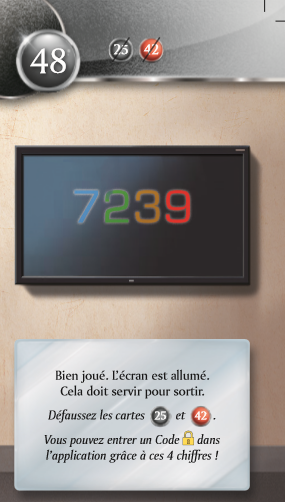 48
25 42
7239
Bien joué. L'écran est allumé.
Cela doit servir pour sortir.
Défaussez les cartes 25 et 42.
Vous pouvez entrer un Code dans
l'application grâce à ces 4 chiffres !